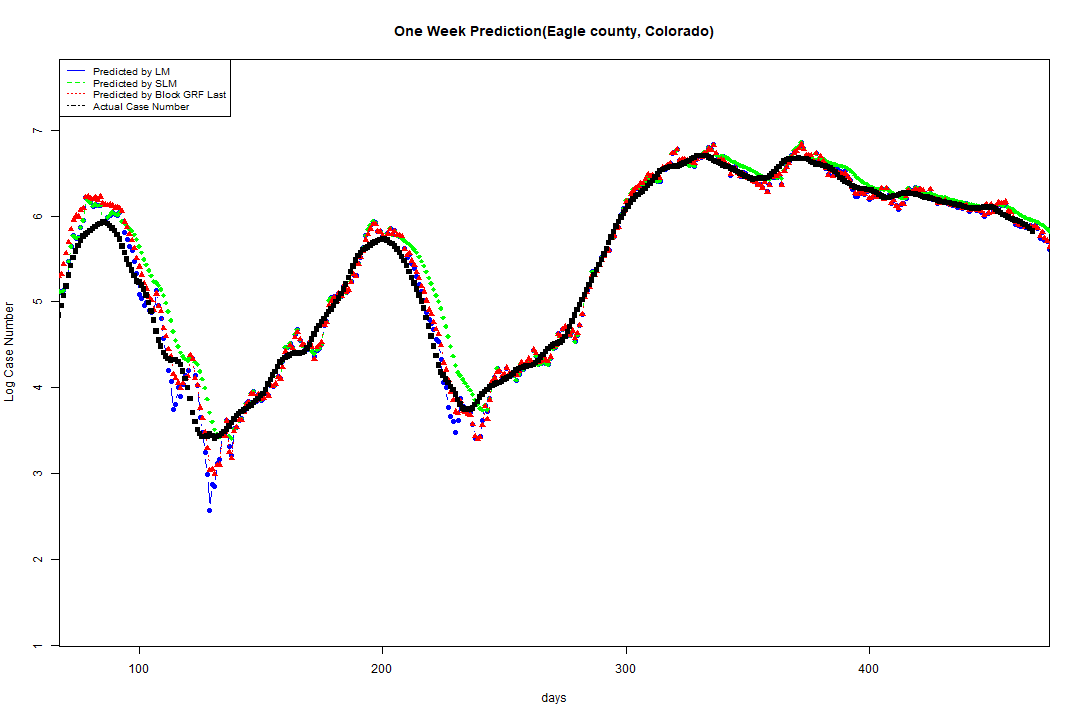 One Week Prediction(Eagle county, Colorado)
Predicted by LM
Predicted by SLM
Predicted by Block GRF Last
Actual Case Number
7
6
5
4
3
2
1
Log Case Number
100 200 300 400
days